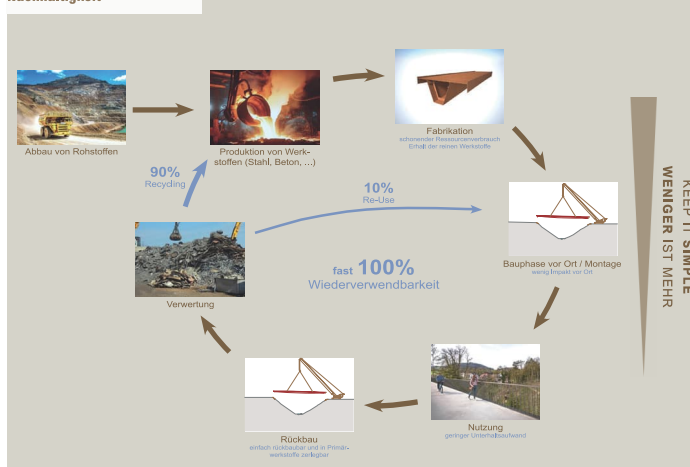 Nachhaltigkeit
Abbau von Rohstoffen
Produktion von Werk-
stoffen (Stahl, Beton, ...)
Fabrikation
schonender Ressourcenverbrauch
Erhalt der reinen Werkstoffe
90%
Recycling
10%
Re-Use
fast 100%
Wiederverwendbarkeit
Bauphase vor Ort / Montage
wenig Impakt vor Ort
Verwertung
Rückbau
einfach rückbaubar und in Primär-
werkstoffe zerlegbar
Nutzung
geringer Unterhaltsaufwand
KEEP IT SIMPLE
WENIGER IST MEHR